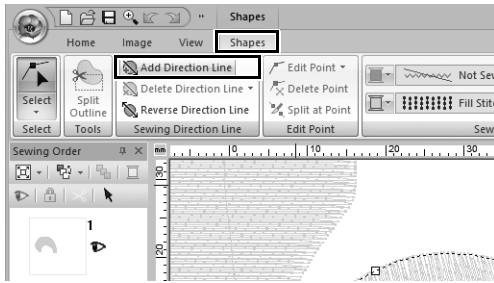 Shapes
Home Image View Shapes
Select
Split
Outline
Add Direction Line
Delete Direction Line
Reverse Direction Line
Edit Point
Delete Point
Split at Point
Not Sew
Fill Stit
Select Tools Sewing Direction Line Edit Point Sew
Sewing Order
mm 0 10 20 30
30
20
1